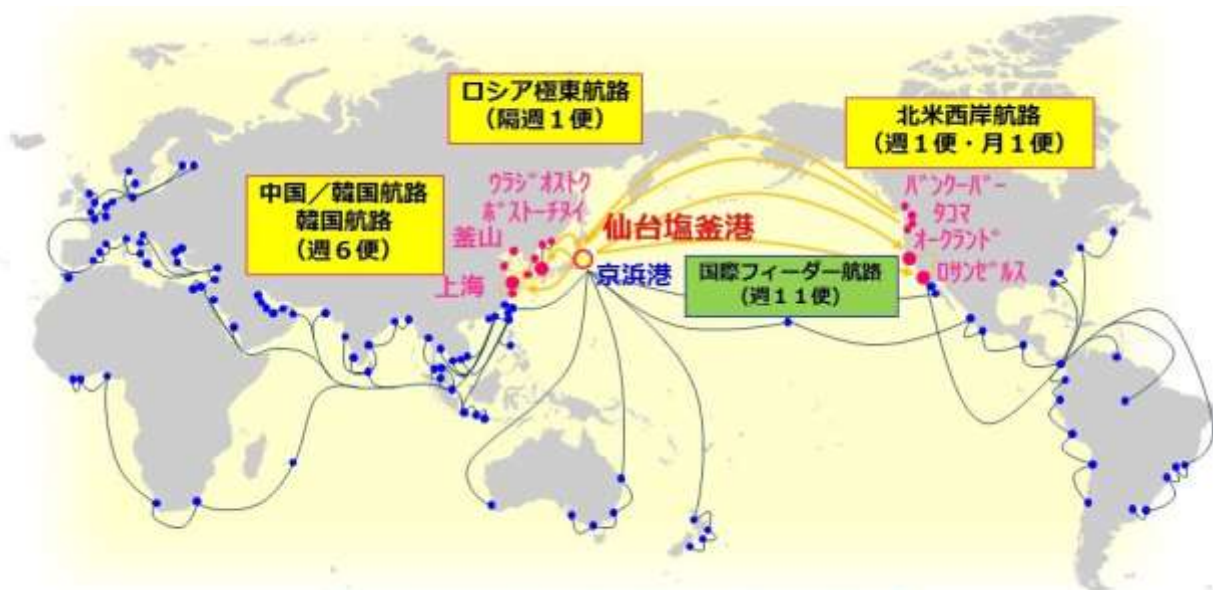 ロシア極東航路
（隔週１便）
北米西岸航路
（週１便・月１便）
中国／韓国航路
韓国航路
（週６便）
ｳﾗｼﾞｵｽﾄｸ
ﾎﾞｽﾄｰﾁﾇｲ
釜山
上海
仙台塩釜港
京浜港
国際フィーダー航路
（週１１便）
ﾊﾞﾝｸｰﾊﾞｰ
ﾀｺﾏ
ｵｰｸﾗﾝﾄﾞ
ﾛｻﾝｾﾞﾙｽ